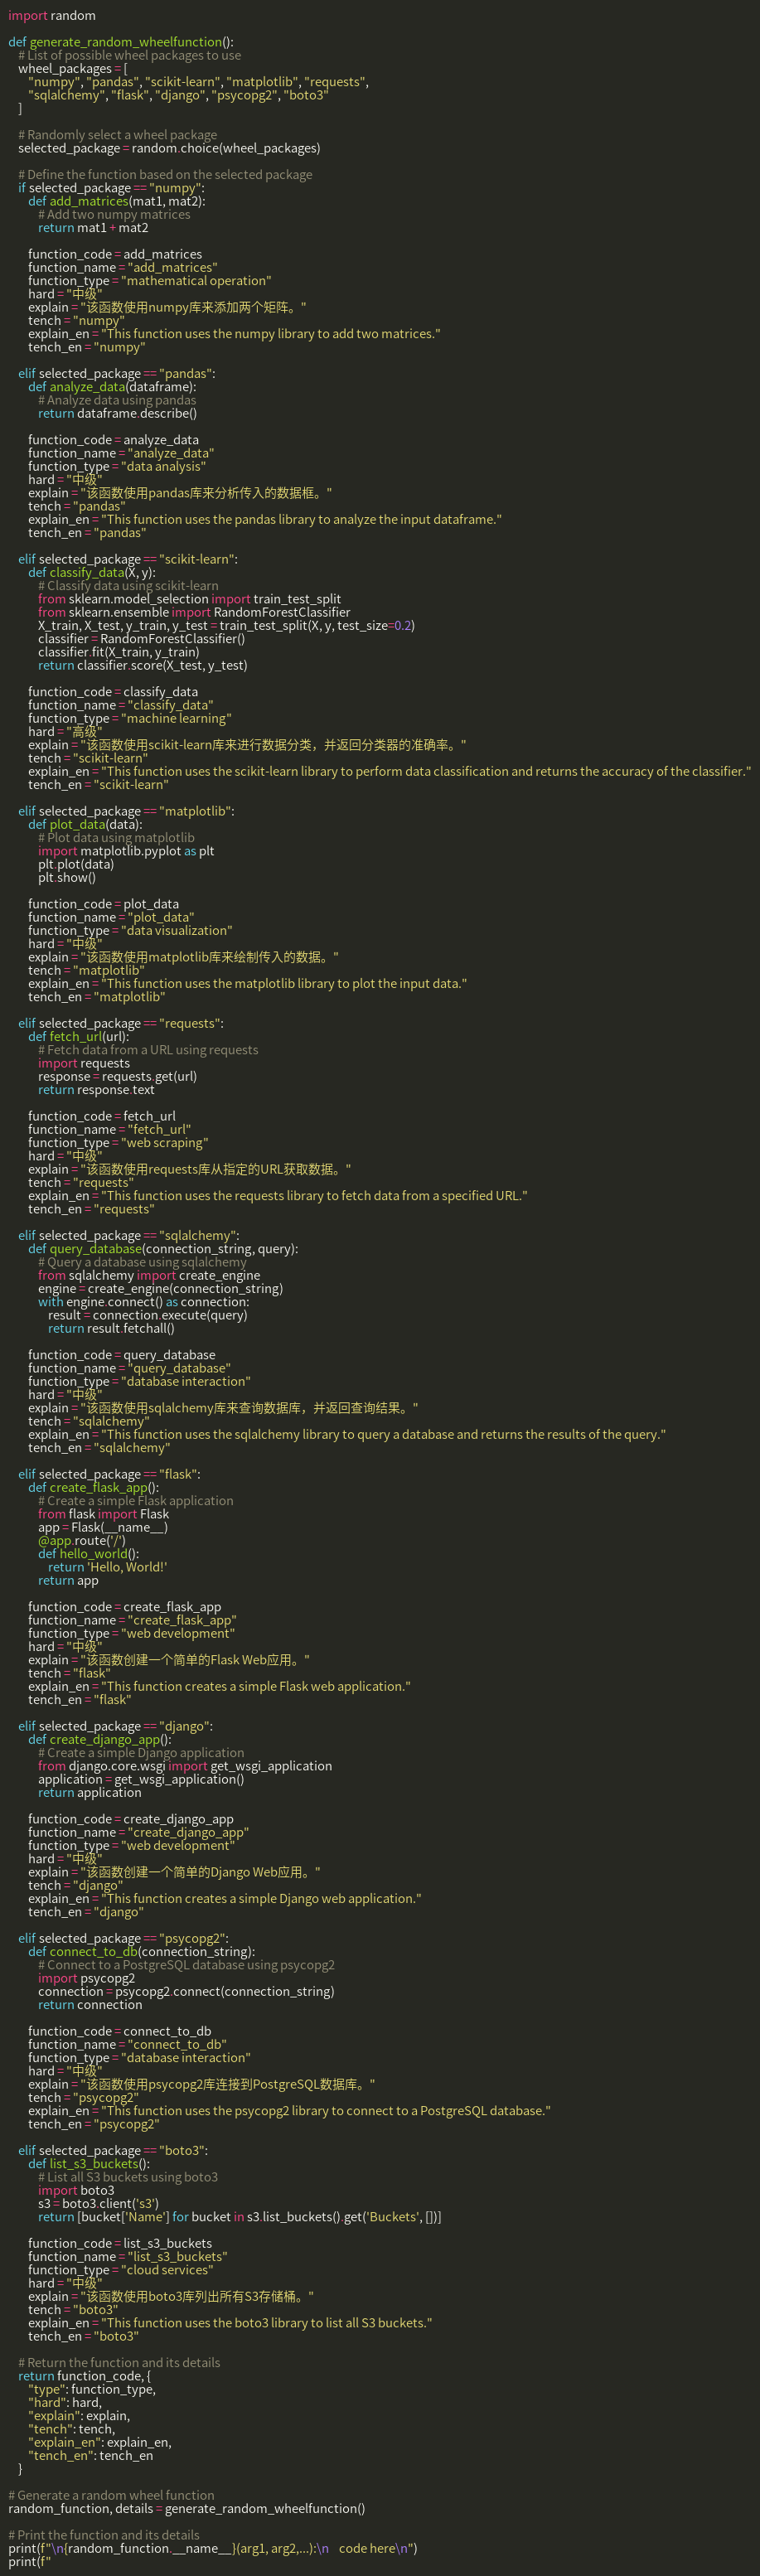 import random

def generate_random_wheelfunction():
    # List of possible wheel packages to use
    wheel_packages = [
        "numpy", "pandas", "scikit-learn", "matplotlib", "requests",
        "sqlalchemy", "flask", "django", "psycopg2", "boto3"
    ]

    # Randomly select a wheel package
    selected_package = random.choice(wheel_packages)

    # Define the function based on the selected package
    if selected_package == "numpy":
        def add_matrices(mat1, mat2):
            # Add two numpy matrices
            return mat1 + mat2

        function_code = add_matrices
        function_name = "add_matrices"
        function_type = "mathematical operation"
        hard = "中级"
        explain = "该函数使用numpy库来添加两个矩阵。"
        tench = "numpy"
        explain_en = "This function uses the numpy library to add two matrices."
        tench_en = "numpy"

    elif selected_package == "pandas":
        def analyze_data(dataframe):
            # Analyze data using pandas
            return dataframe.describe()

        function_code = analyze_data
        function_name = "analyze_data"
        function_type = "data analysis"
        hard = "中级"
        explain = "该函数使用pandas库来分析传入的数据框。"
        tench = "pandas"
        explain_en = "This function uses the pandas library to analyze the input dataframe."
        tench_en = "pandas"

    elif selected_package == "scikit-learn":
        def classify_data(X, y):
            # Classify data using scikit-learn
            from sklearn.model_selection import train_test_split
            from sklearn.ensemble import RandomForestClassifier
            X_train, X_test, y_train, y_test = train_test_split(X, y, test_size=0.2)
            classifier = RandomForestClassifier()
            classifier.fit(X_train, y_train)
            return classifier.score(X_test, y_test)

        function_code = classify_data
        function_name = "classify_data"
        function_type = "machine learning"
        hard = "高级"
        explain = "该函数使用scikit-learn库来进行数据分类，并返回分类器的准确率。"
        tench = "scikit-learn"
        explain_en = "This function uses the scikit-learn library to perform data classification and returns the accuracy of the classifier."
        tench_en = "scikit-learn"

    elif selected_package == "matplotlib":
        def plot_data(data):
            # Plot data using matplotlib
            import matplotlib.pyplot as plt
            plt.plot(data)
            plt.show()

        function_code = plot_data
        function_name = "plot_data"
        function_type = "data visualization"
        hard = "中级"
        explain = "该函数使用matplotlib库来绘制传入的数据。"
        tench = "matplotlib"
        explain_en = "This function uses the matplotlib library to plot the input data."
        tench_en = "matplotlib"

    elif selected_package == "requests":
        def fetch_url(url):
            # Fetch data from a URL using requests
            import requests
            response = requests.get(url)
            return response.text

        function_code = fetch_url
        function_name = "fetch_url"
        function_type = "web scraping"
        hard = "中级"
        explain = "该函数使用requests库从指定的URL获取数据。"
        tench = "requests"
        explain_en = "This function uses the requests library to fetch data from a specified URL."
        tench_en = "requests"

    elif selected_package == "sqlalchemy":
        def query_database(connection_string, query):
            # Query a database using sqlalchemy
            from sqlalchemy import create_engine
            engine = create_engine(connection_string)
            with engine.connect() as connection:
                result = connection.execute(query)
                return result.fetchall()

        function_code = query_database
        function_name = "query_database"
        function_type = "database interaction"
        hard = "中级"
        explain = "该函数使用sqlalchemy库来查询数据库，并返回查询结果。"
        tench = "sqlalchemy"
        explain_en = "This function uses the sqlalchemy library to query a database and returns the results of the query."
        tench_en = "sqlalchemy"

    elif selected_package == "flask":
        def create_flask_app():
            # Create a simple Flask application
            from flask import Flask
            app = Flask(__name__)
            @app.route('/')
            def hello_world():
                return 'Hello, World!'
            return app

        function_code = create_flask_app
        function_name = "create_flask_app"
        function_type = "web development"
        hard = "中级"
        explain = "该函数创建一个简单的Flask Web应用。"
        tench = "flask"
        explain_en = "This function creates a simple Flask web application."
        tench_en = "flask"

    elif selected_package == "django":
        def create_django_app():
            # Create a simple Django application
            from django.core.wsgi import get_wsgi_application
            application = get_wsgi_application()
            return application

        function_code = create_django_app
        function_name = "create_django_app"
        function_type = "web development"
        hard = "中级"
        explain = "该函数创建一个简单的Django Web应用。"
        tench = "django"
        explain_en = "This function creates a simple Django web application."
        tench_en = "django"

    elif selected_package == "psycopg2":
        def connect_to_db(connection_string):
            # Connect to a PostgreSQL database using psycopg2
            import psycopg2
            connection = psycopg2.connect(connection_string)
            return connection

        function_code = connect_to_db
        function_name = "connect_to_db"
        function_type = "database interaction"
        hard = "中级"
        explain = "该函数使用psycopg2库连接到PostgreSQL数据库。"
        tench = "psycopg2"
        explain_en = "This function uses the psycopg2 library to connect to a PostgreSQL database."
        tench_en = "psycopg2"

    elif selected_package == "boto3":
        def list_s3_buckets():
            # List all S3 buckets using boto3
            import boto3
            s3 = boto3.client('s3')
            return [bucket['Name'] for bucket in s3.list_buckets().get('Buckets', [])]

        function_code = list_s3_buckets
        function_name = "list_s3_buckets"
        function_type = "cloud services"
        hard = "中级"
        explain = "该函数使用boto3库列出所有S3存储桶。"
        tench = "boto3"
        explain_en = "This function uses the boto3 library to list all S3 buckets."
        tench_en = "boto3"

    # Return the function and its details
    return function_code, {
        "type": function_type,
        "hard": hard,
        "explain": explain,
        "tench": tench,
        "explain_en": explain_en,
        "tench_en": tench_en
    }

# Generate a random wheel function
random_function, details = generate_random_wheelfunction()

# Print the function and its details
print(f"\n{random_function.__name__}(arg1, arg2,...):\n    code here\n")
print(f"